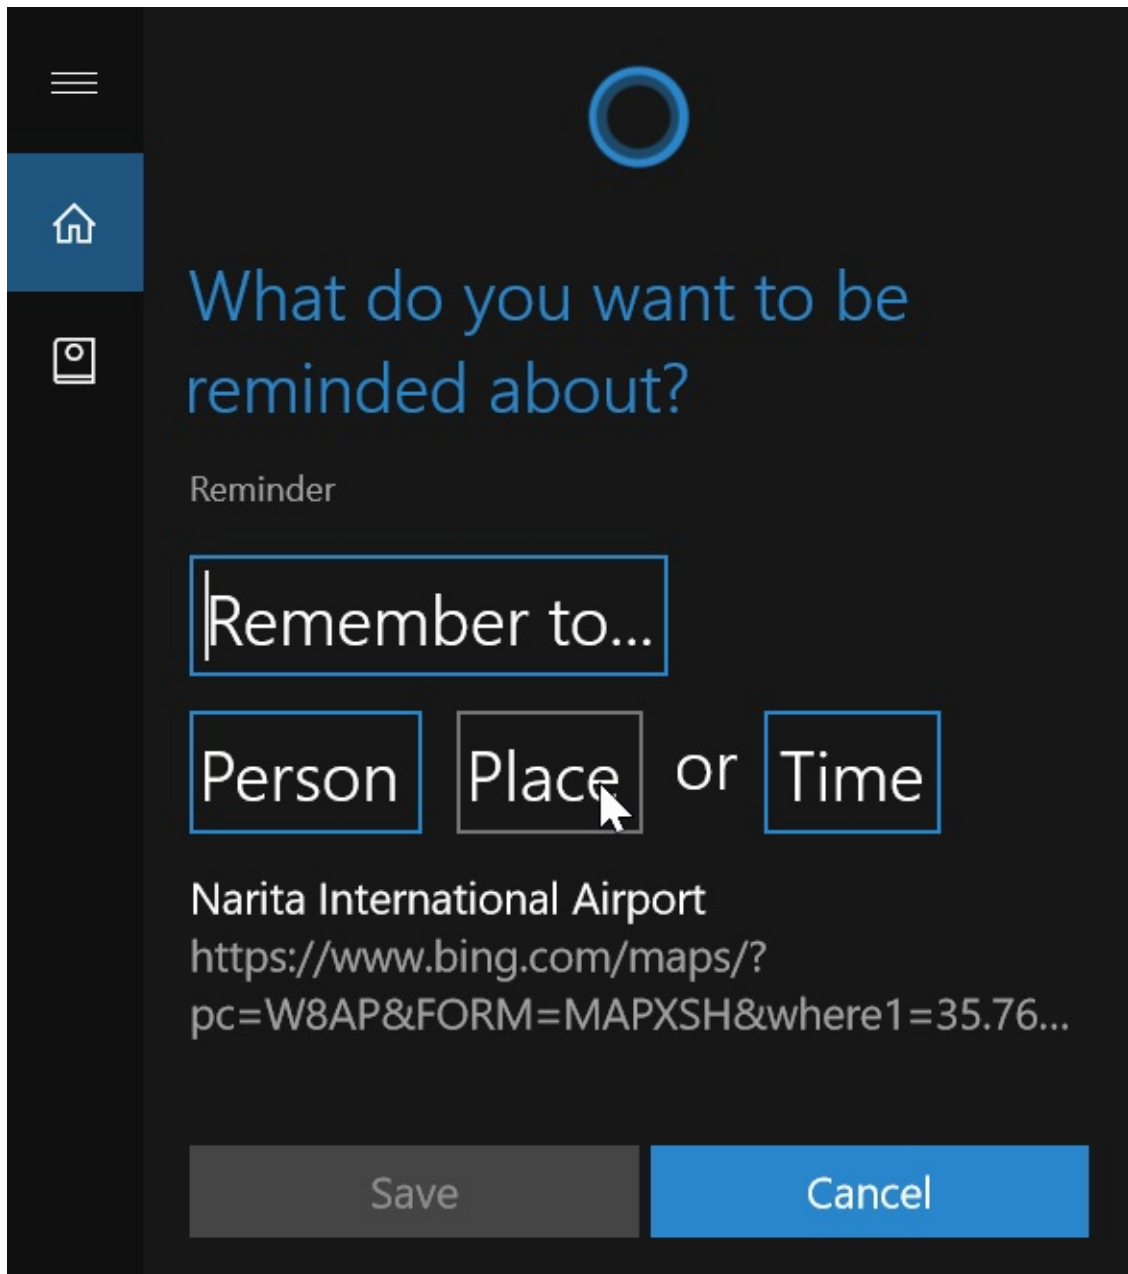 What do you want to be
reminded about?
Reminder
Remember to...
Person Place or Time
Narita International Airport
https://www.bing.com/maps/?
pc=W8AP&FORM=MAPXSH&where1=35.76...
Save Cancel